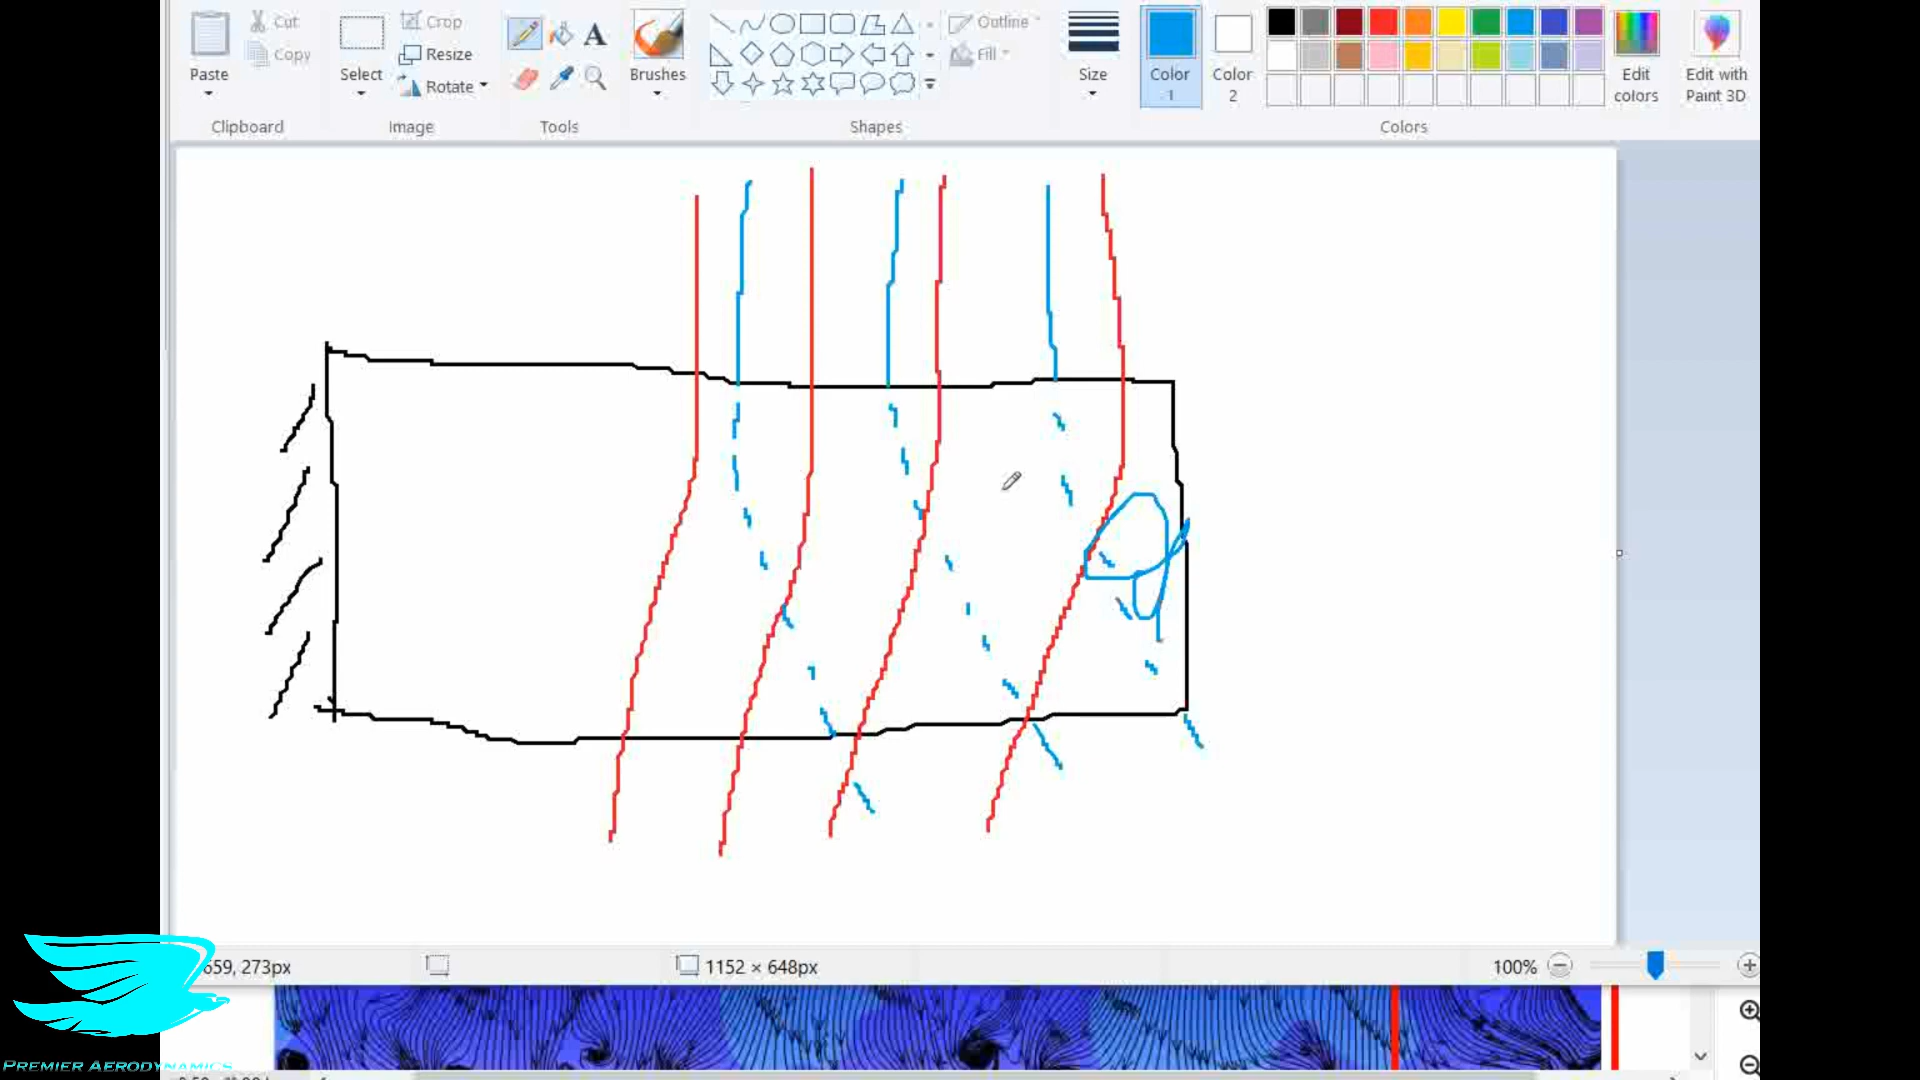 Paste
Cut
Copy
Clipboard
Select
Crop
Resize
Rotate
Image
A
Tools
Brushes
Shapes
Outline
Fill
Size
Color
1
Color
2
Colors
Edit
colors
Edit with
Paint 3D
659, 273px
1152 × 648px
100%
PREMIER AERODYNAMICS